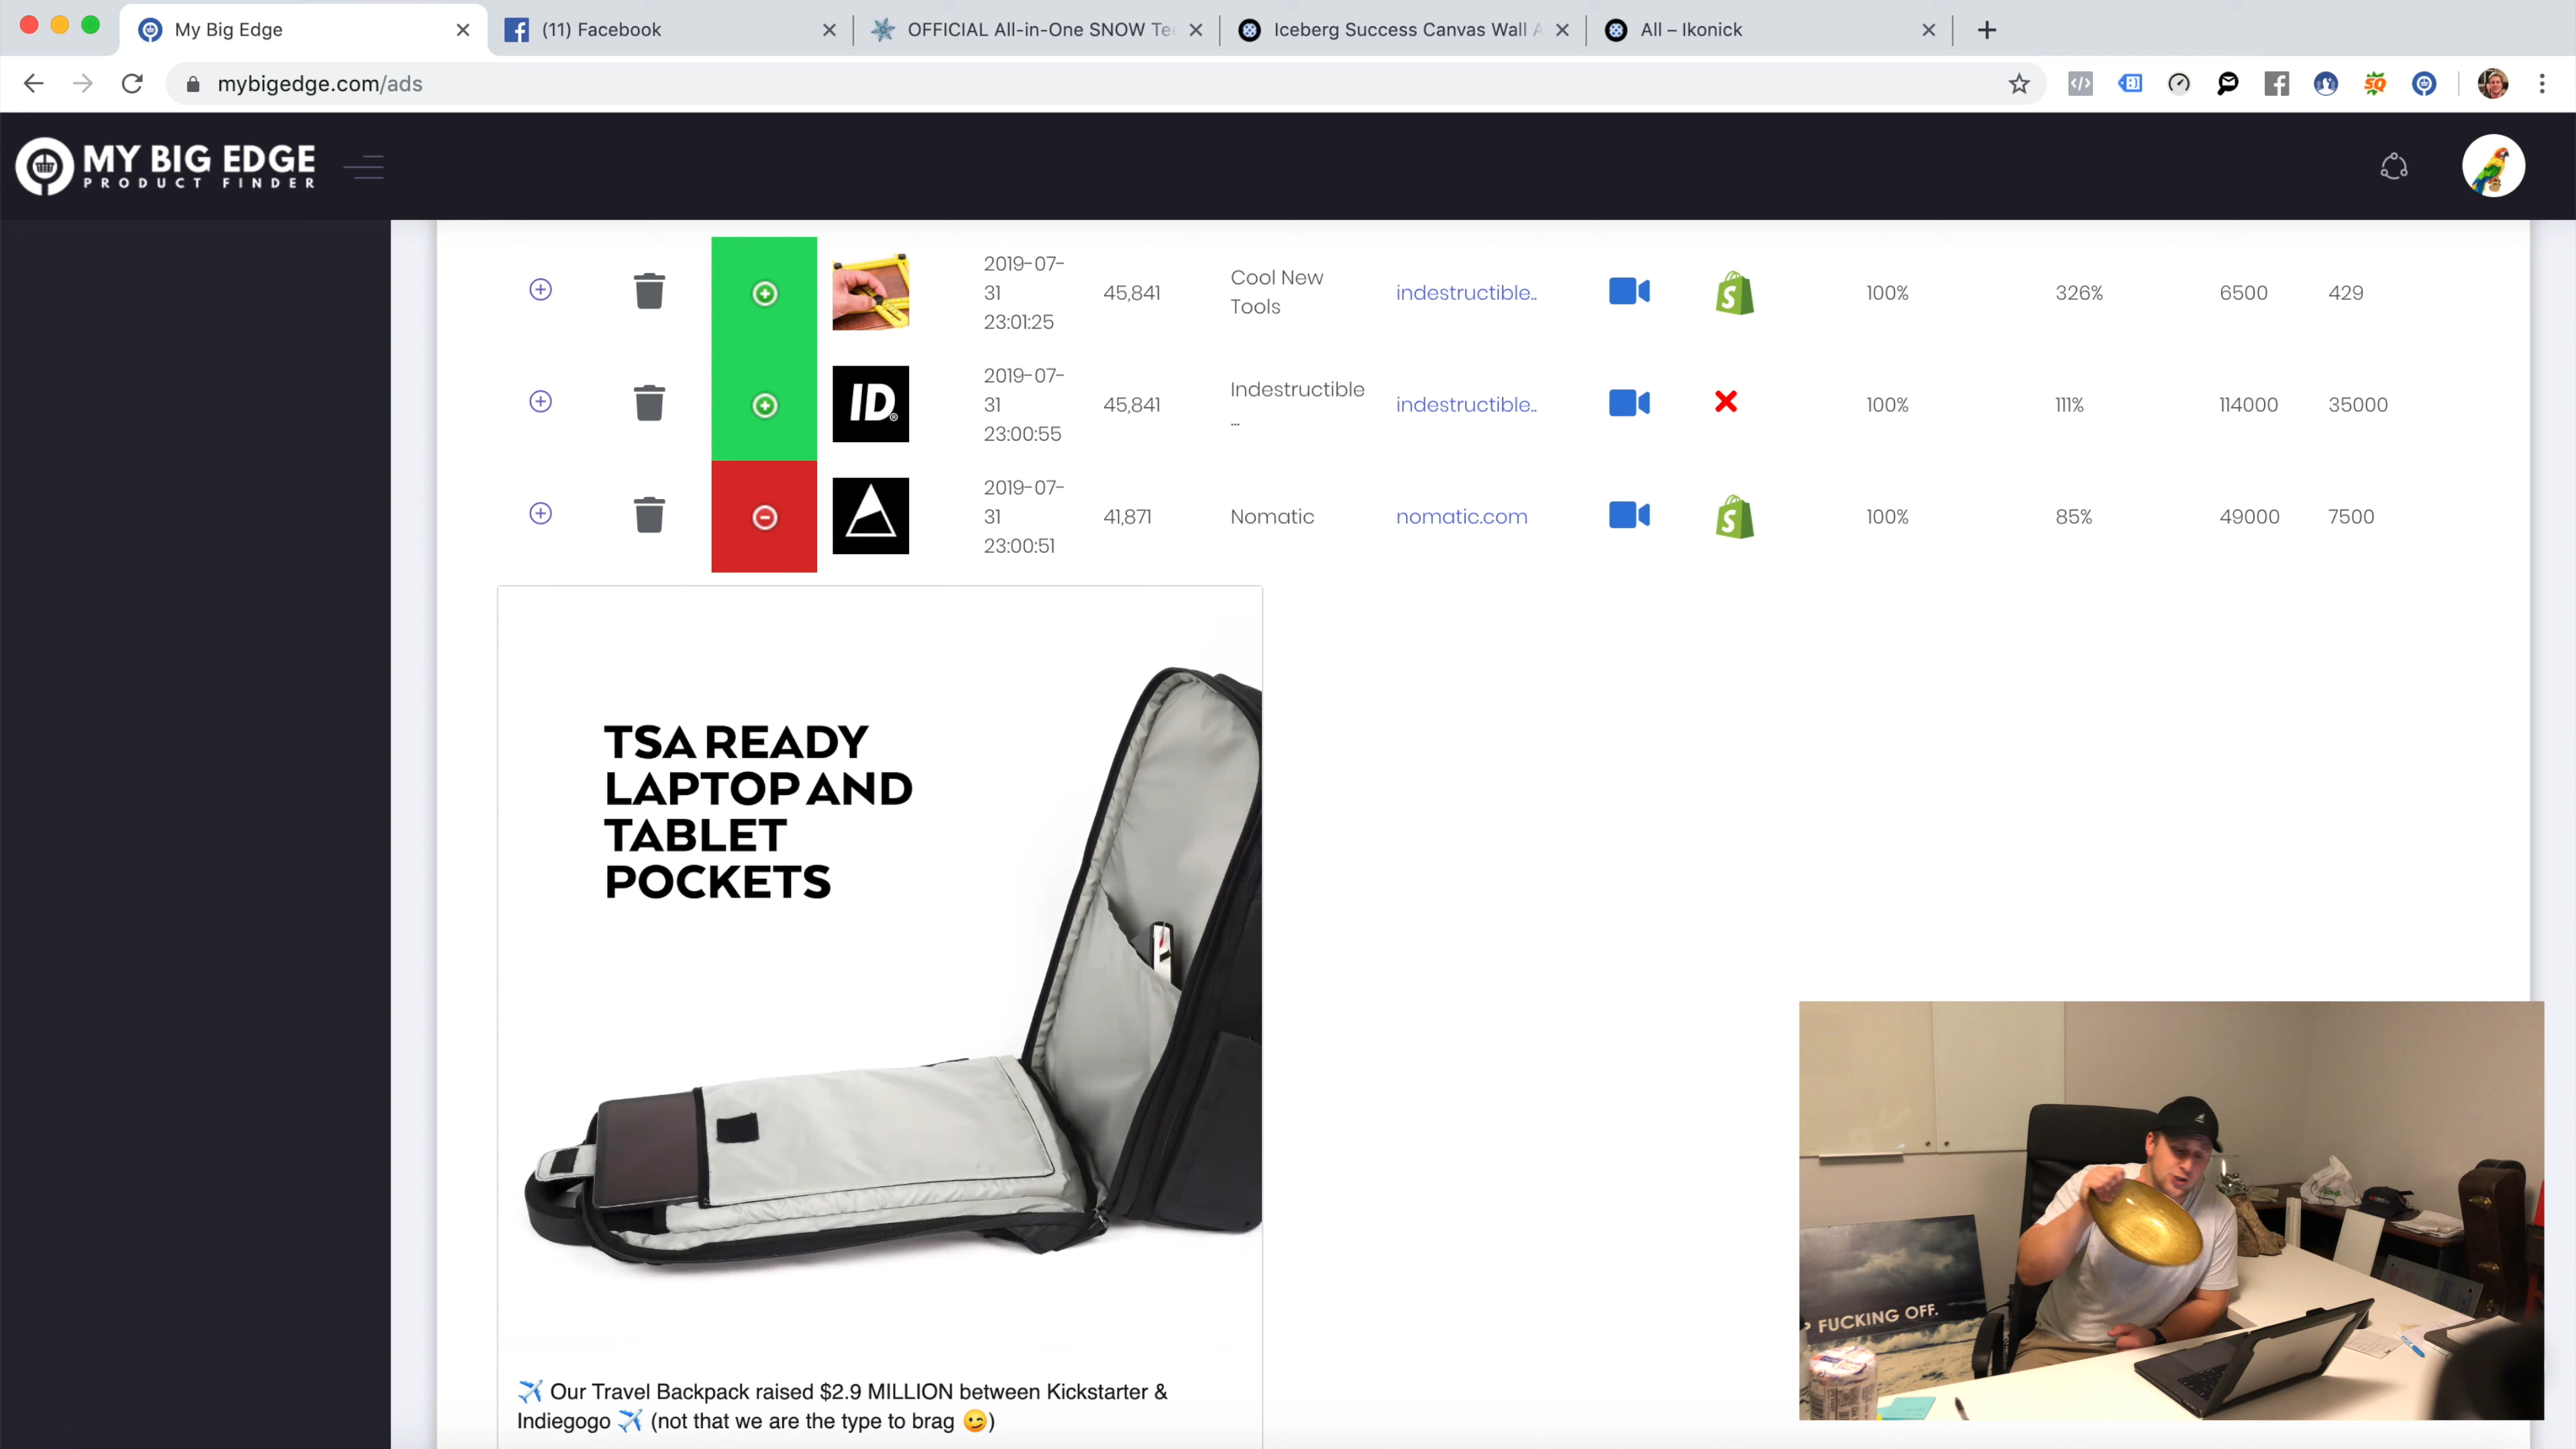 My Big Edge
(11) Facebook
OFFICIAL All-in-One SNOW Tee
Iceberg Success Canvas Wall A
All – Ikonick
mybigedge.com/ads
MY BIG EDGE
PRODUCT FINDER
2019-07-
31
23:01:25
45,841
Cool New
Tools
indestructible..
100%
326%
6500
429
ID
2019-07-
31
23:00:55
45,841
Indestructible
...
indestructible..
100%
111%
114000
35000
2019-07-
31
23:00:51
41,871
Nomatic
nomatic.com
100%
85%
49000
7500
TSA READY
LAPTOP AND
TABLET
POCKETS
✈️ Our Travel Backpack raised $2.9 MILLION between Kickstarter &
Indiegogo ✈️ (not that we are the type to brag 😉)
FUCKING OFF.